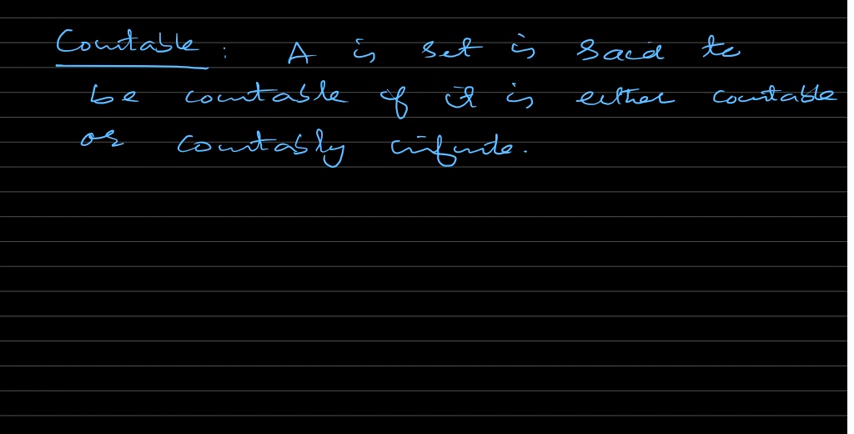 Countable : A is set is said to
be countable if it is either countable
or countably infinite.